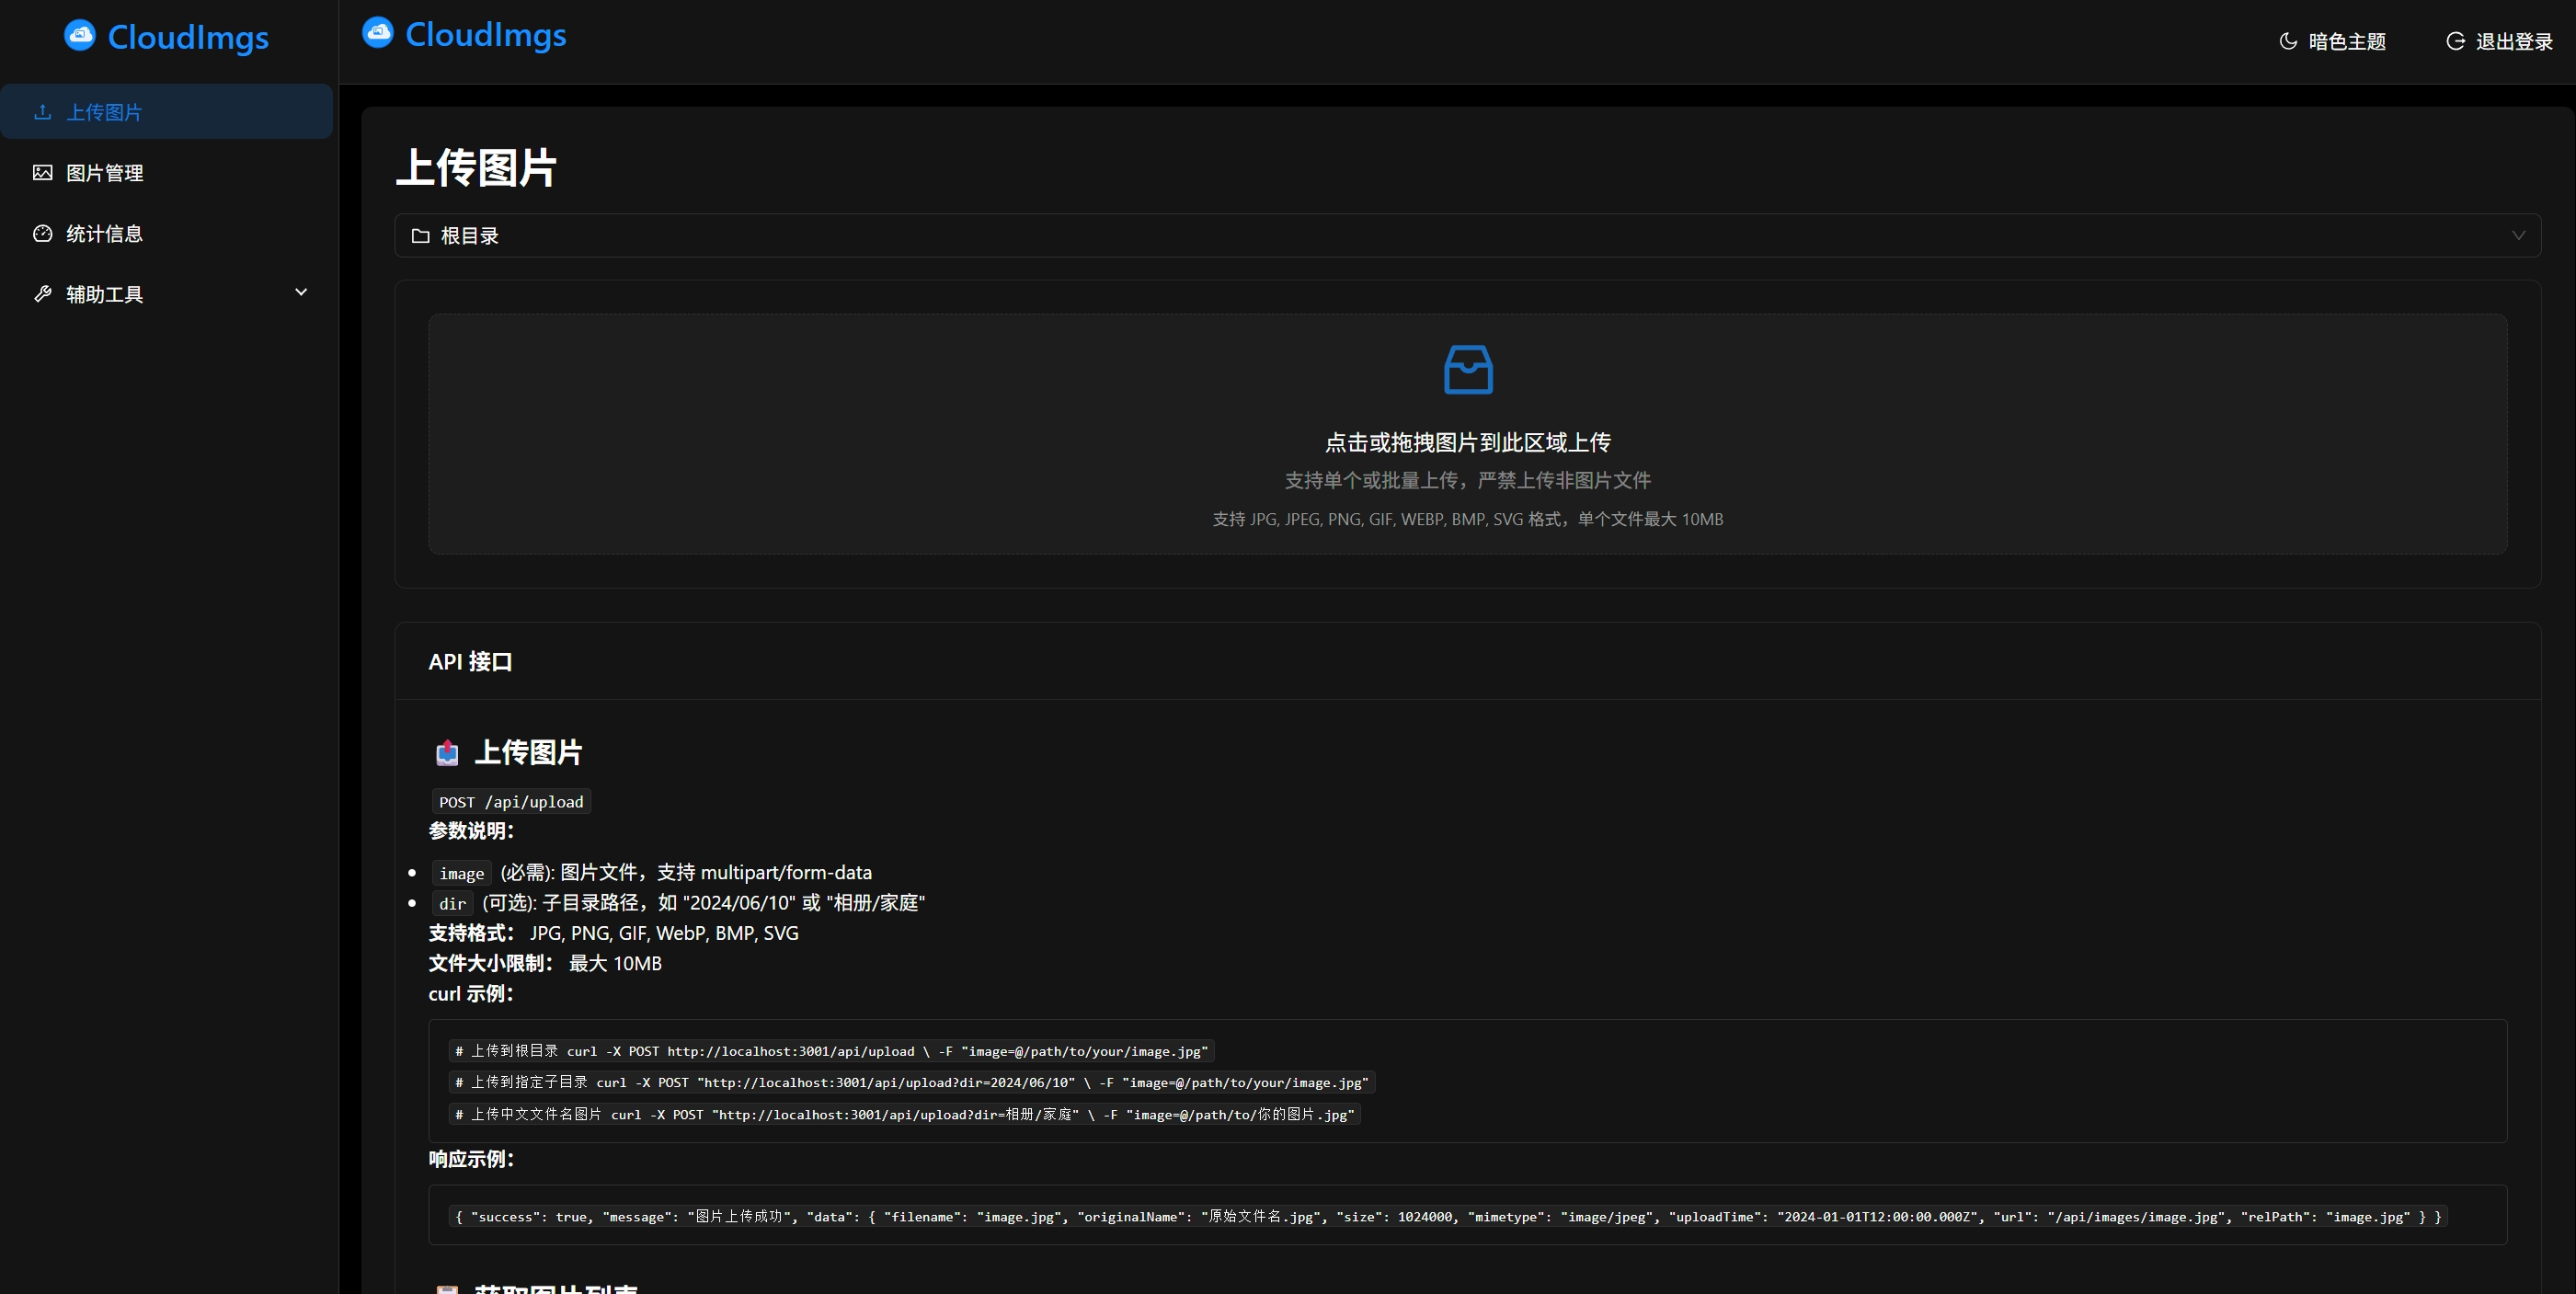 CloudImgs
CloudImgs
暗色主题
退出登录
上传图片
图片管理
统计信息
辅助工具
上传图片
根目录
点击或拖拽图片到此区域上传
支持单个或批量上传，严禁上传非图片文件
支持 JPG, JPEG, PNG, GIF, WEBP, BMP, SVG 格式，单个文件最大 10MB
API 接口
上传图片
POST /api/upload
参数说明：
image (必需): 图片文件，支持 multipart/form-data
dir (可选): 子目录路径，如 "2024/06/10" 或 "相册/家庭"
支持格式： JPG, PNG, GIF, WebP, BMP, SVG
文件大小限制： 最大 10MB
curl 示例：
# 上传到根目录 curl -X POST http://localhost:3001/api/upload \ -F "image=@/path/to/your/image.jpg"
# 上传到指定子目录 curl -X POST "http://localhost:3001/api/upload?dir=2024/06/10" \ -F "image=@/path/to/your/image.jpg"
# 上传中文文件名图片 curl -X POST "http://localhost:3001/api/upload?dir=相册/家庭" \ -F "image=@/path/to/你的图片.jpg"
响应示例：
{ "success": true, "message": "图片上传成功", "data": { "filename": "image.jpg", "originalName": "原始文件名.jpg", "size": 1024000, "mimetype": "image/jpeg", "uploadTime": "2024-01-01T12:00:00.000Z", "url": "/api/images/image.jpg", "relPath": "image.jpg" } }
获取图片列表